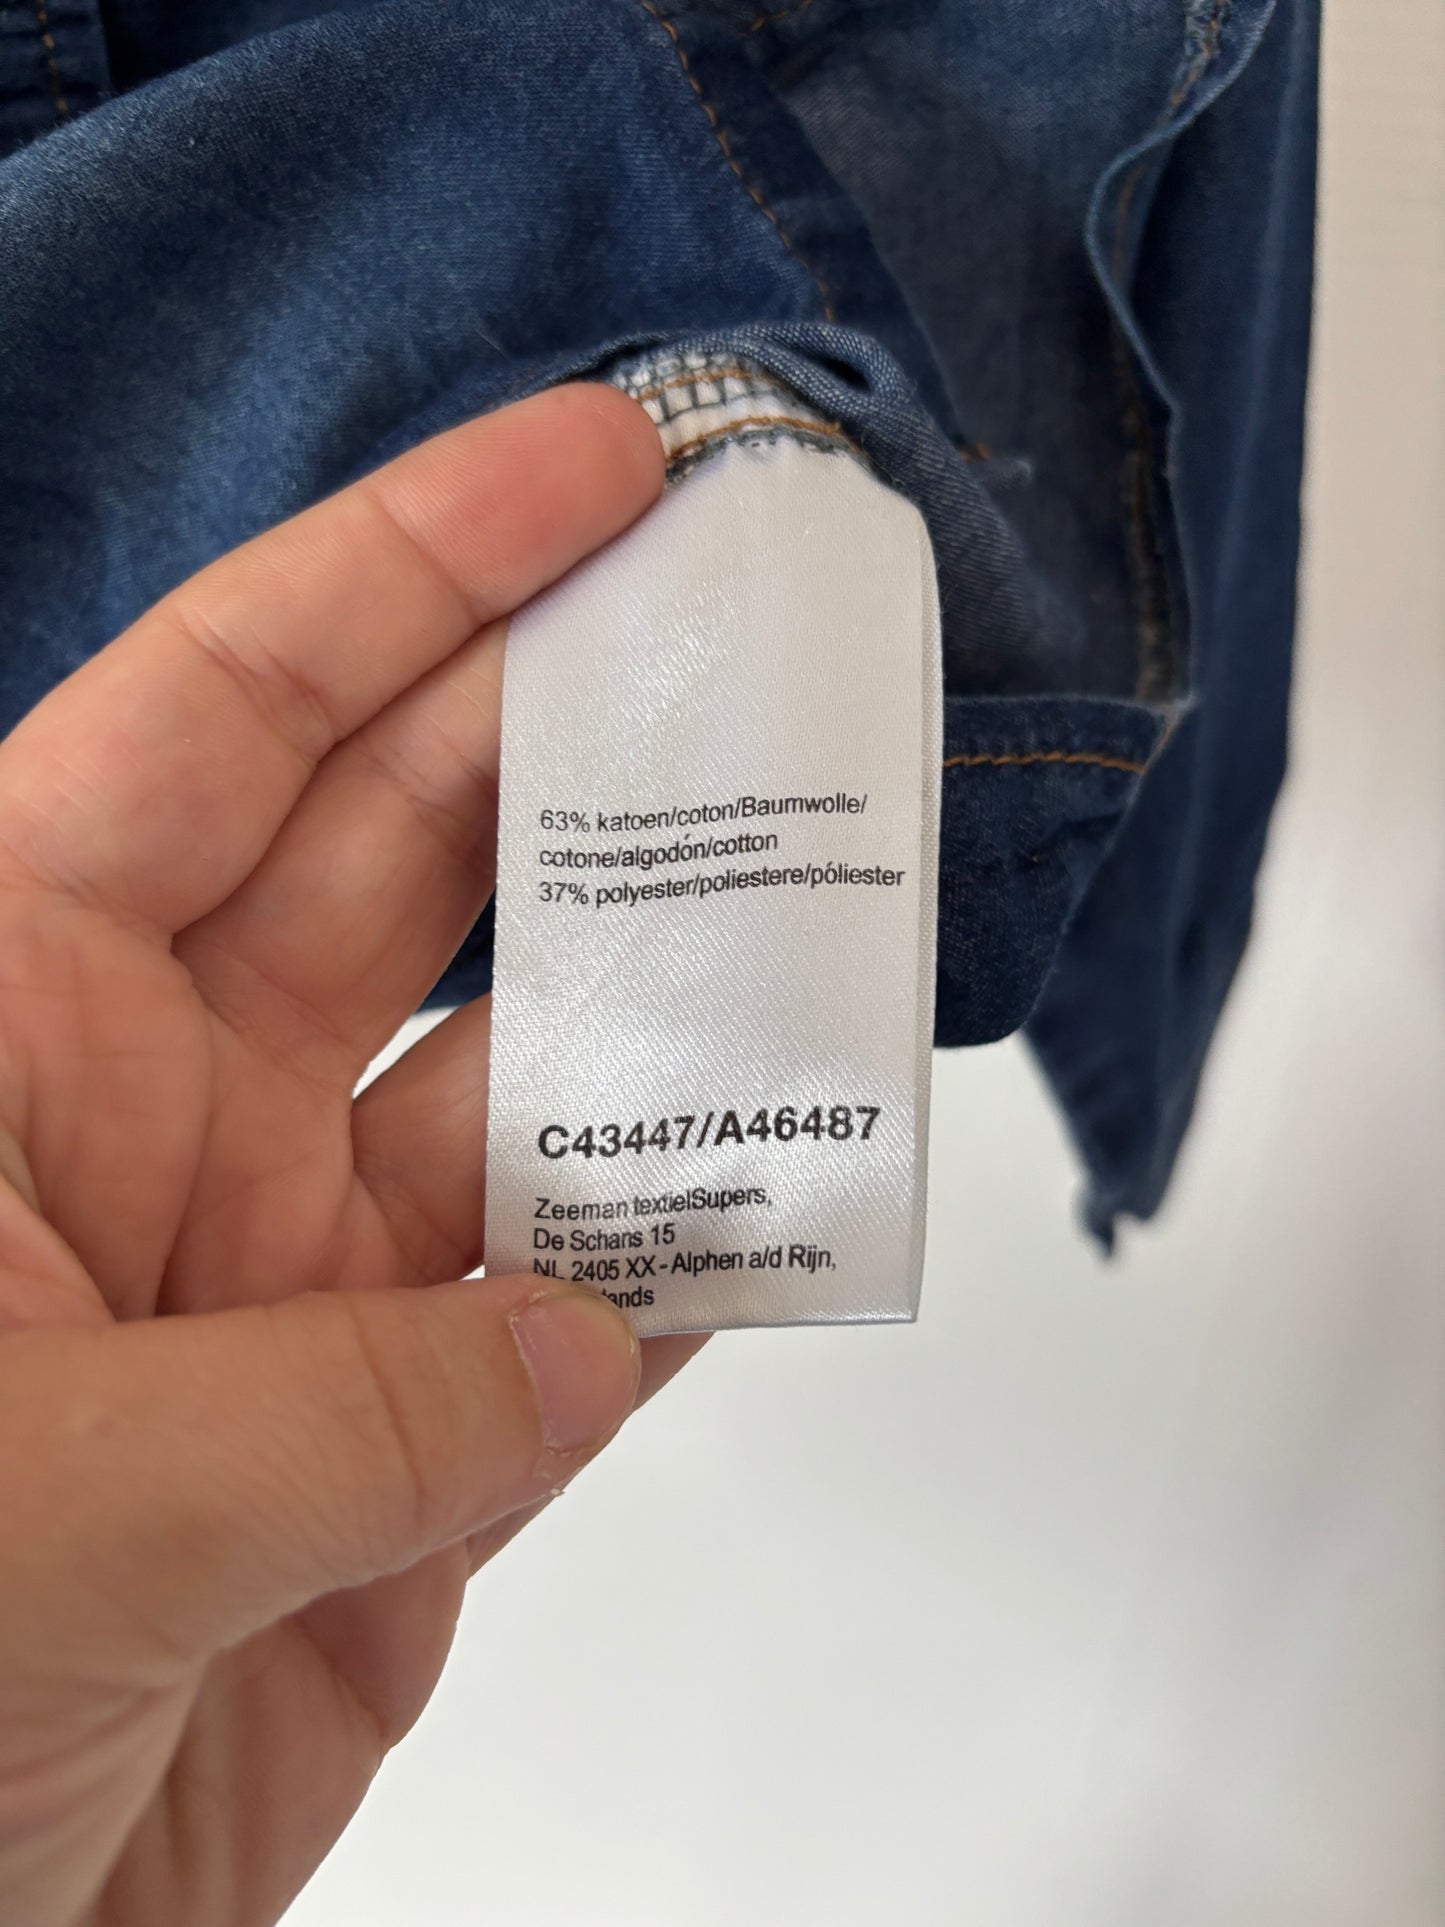 63% katoen/coton/Baumwolle/
cotone/algodón/cotton
37% polyester/poliestere/póliester
C43447/A46487
Zeeman textielSupers,
De Schans 15
NL 2405 XX - Alphen a/d Rijn,